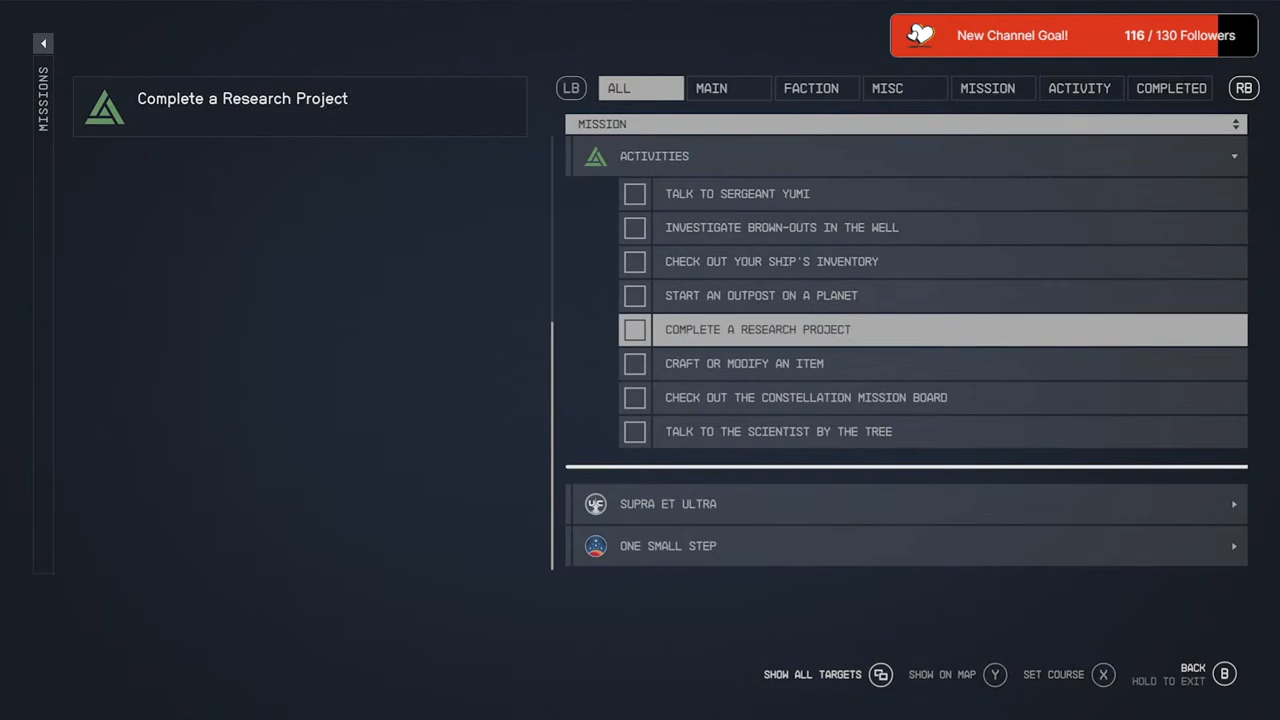 New Channel Goal! 116 / 130 Followers
MISSIONS
Complete a Research Project
LB ALL MAIN FACTION MISC MISSION ACTIVITY COMPLETED RB
MISSION
ACTIVITIES
TALK TO SERGEANT YUMI
INVESTIGATE BROWN-OUTS IN THE WELL
CHECK OUT YOUR SHIP'S INVENTORY
START AN OUTPOST ON A PLANET
COMPLETE A RESEARCH PROJECT
CRAFT OR MODIFY AN ITEM
CHECK OUT THE CONSTELLATION MISSION BOARD
TALK TO THE SCIENTIST BY THE TREE
UC SUPRA ET ULTRA
ONE SMALL STEP
SHOW ALL TARGETS SHOW ON MAP Y SET COURSE X BACK B
HOLD TO EXIT